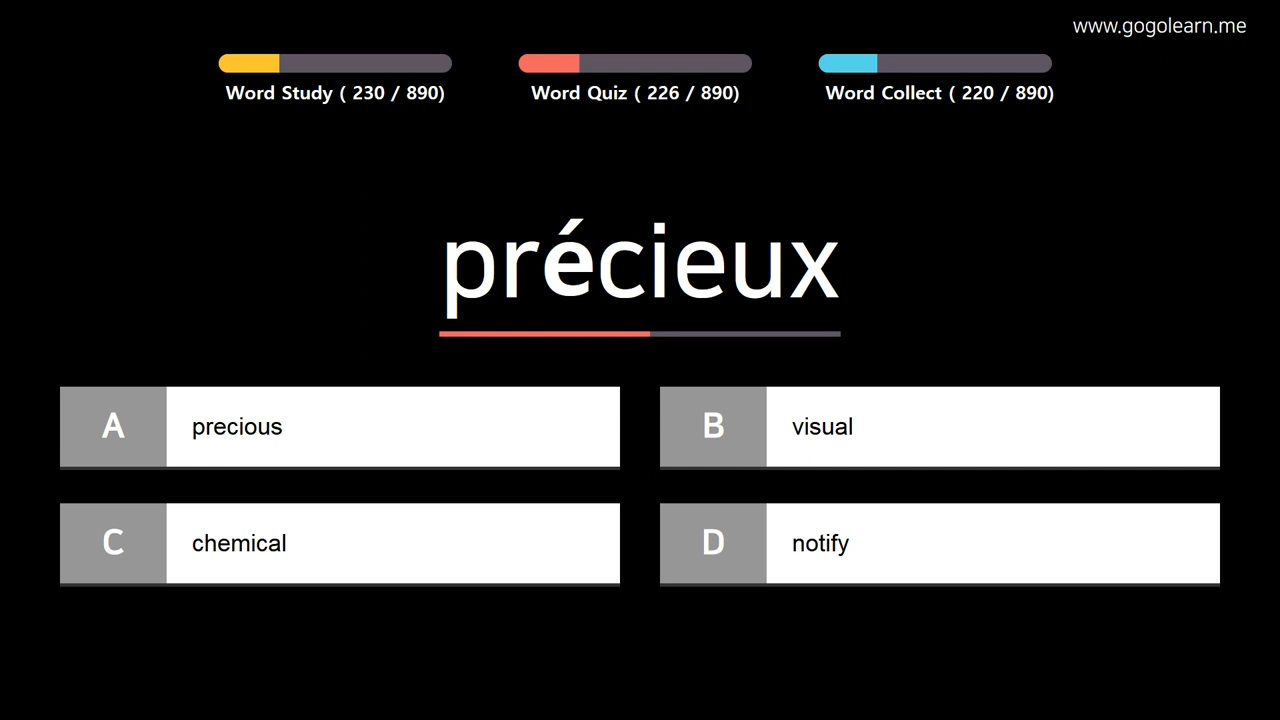 www.gogolearn.me
Word Study ( 230 / 890)
Word Quiz ( 226 / 890)
Word Collect ( 220 / 890)
précieux
A precious
B visual
C chemical
D notify